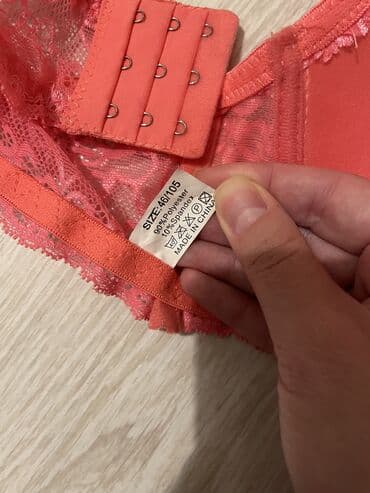 SIZE:46/105
90%Polyester
10%Spandex
MADE IN CHINA